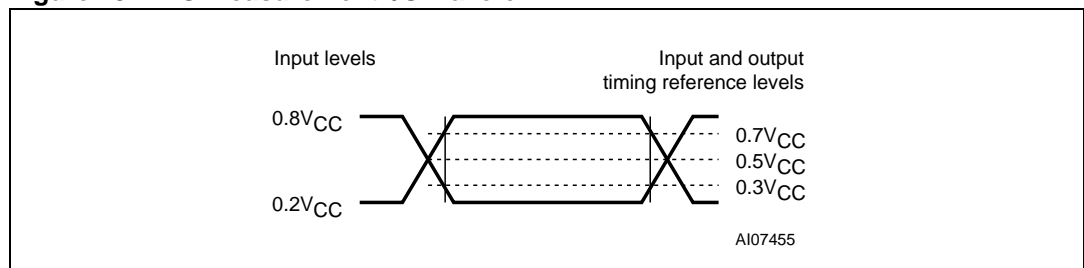 Input levels
Input and output
timing reference levels
0.8VCC
0.7VCC
0.5VCC
0.3VCC
0.2VCC
AI07455